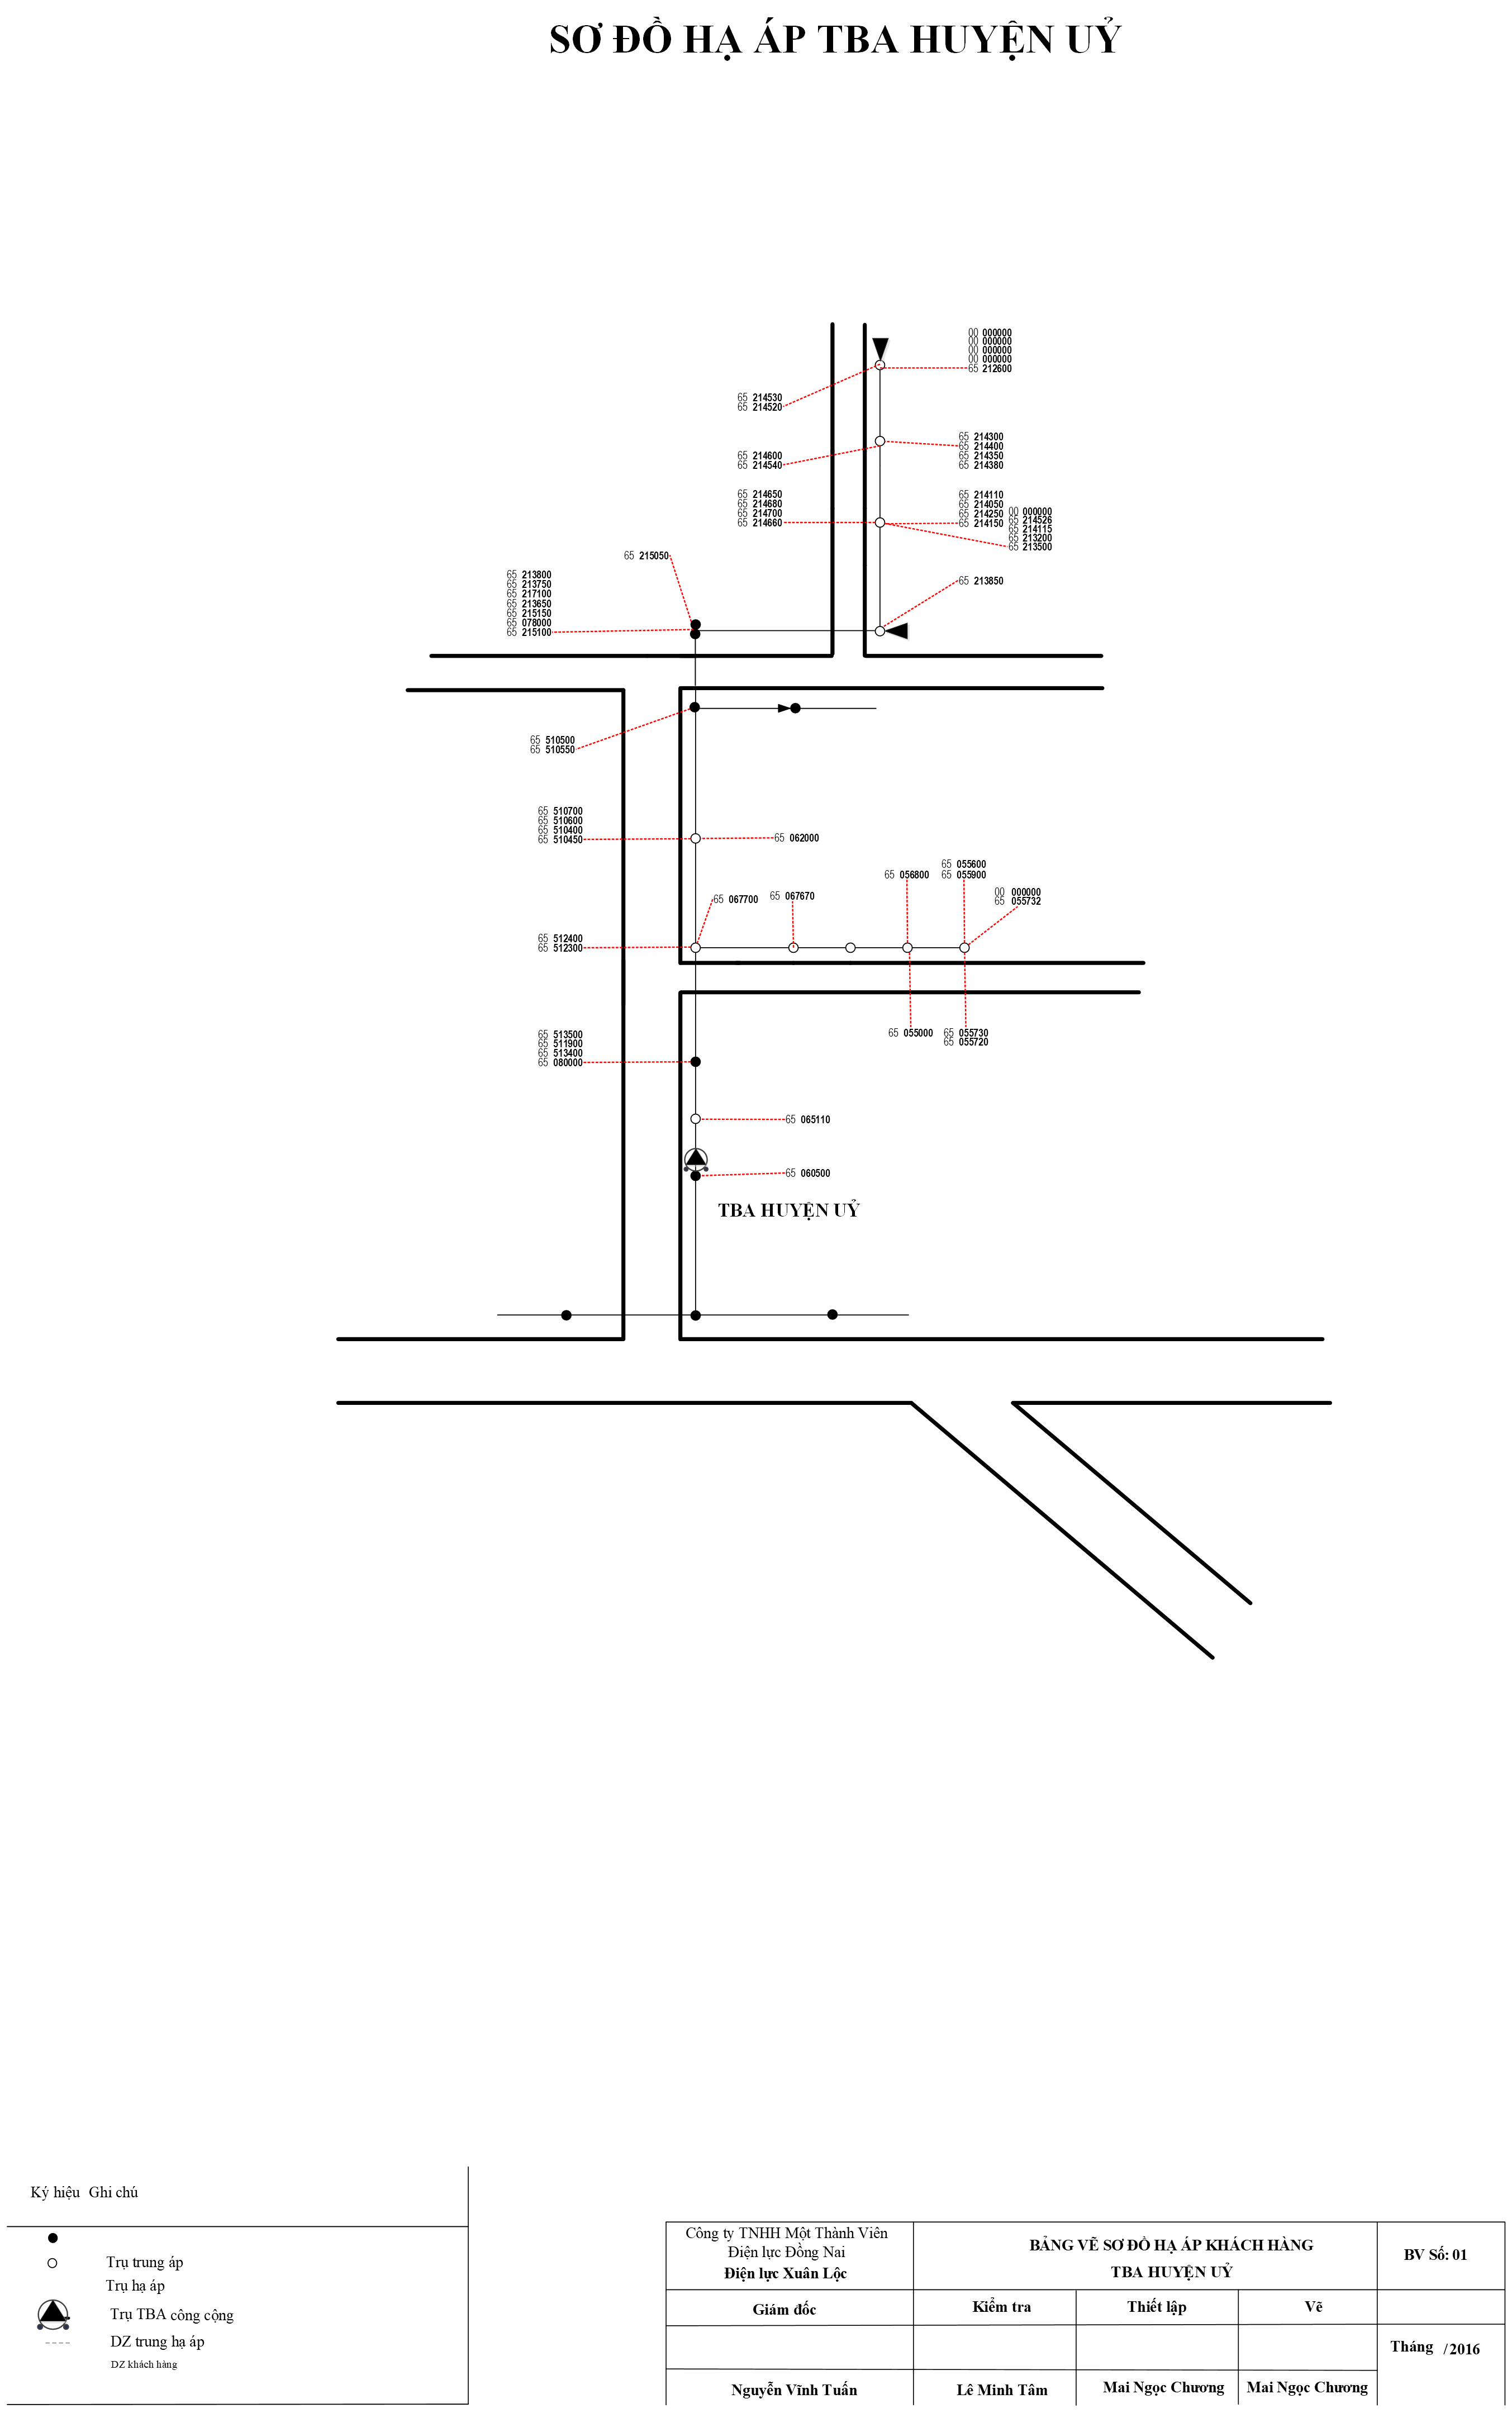 SƠ ĐỒ HẠ ÁP TBA HUYỆN UỶ
00 000000
00 000000
00 000000
00 000000
65 212600
65 214530
65 214520
65 214300
65 214400
65 214350
65 214380
65 214600
65 214540
65 214650
65 214680
65 214700
65 214660
65 214110
65 214050
65 214250
65 214150
00 000000
65 214526
65 214115
65 213200
65 213500
65 215050
65 213800
65 213750
65 217100
65 213650
65 215150
65 078000
65 215100
65 213850
65 510500
65 510550
65 510700
65 510600
65 510400
65 510450
65 062000
65 055600
65 055900
65 056800
00 000000
65 055732
65 067700
65 067670
65 512400
65 512300
65 513500
65 511900
65 513400
65 080000
65 055000
65 055730
65 055720
65 065110
65 060500
TBA HUYỆN UỶ
Ký hiệu Ghi chú
Trụ trung áp
Trụ hạ áp
Trụ TBA công cộng
DZ trung hạ áp
DZ khách hàng
Công ty TNHH Một Thành Viên
Điện lực Đồng Nai
Điện lực Xuân Lộc
BẢNG VẼ SƠ ĐỒ HẠ ÁP KHÁCH HÀNG
TBA HUYỆN UỶ
BV Số: 01
Giám đốc
Kiểm tra
Thiết lập
Vẽ
Tháng /2016
Nguyễn Vĩnh Tuấn
Lê Minh Tâm
Mai Ngọc Chương
Mai Ngọc Chương